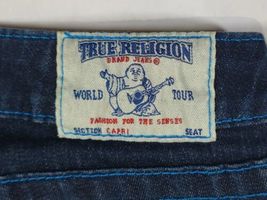 TRUE RELIGION
BRAND JEANS®
WORLD TOUR
FASHION FOR THE SENSES
SECTION CAPRI SEAT